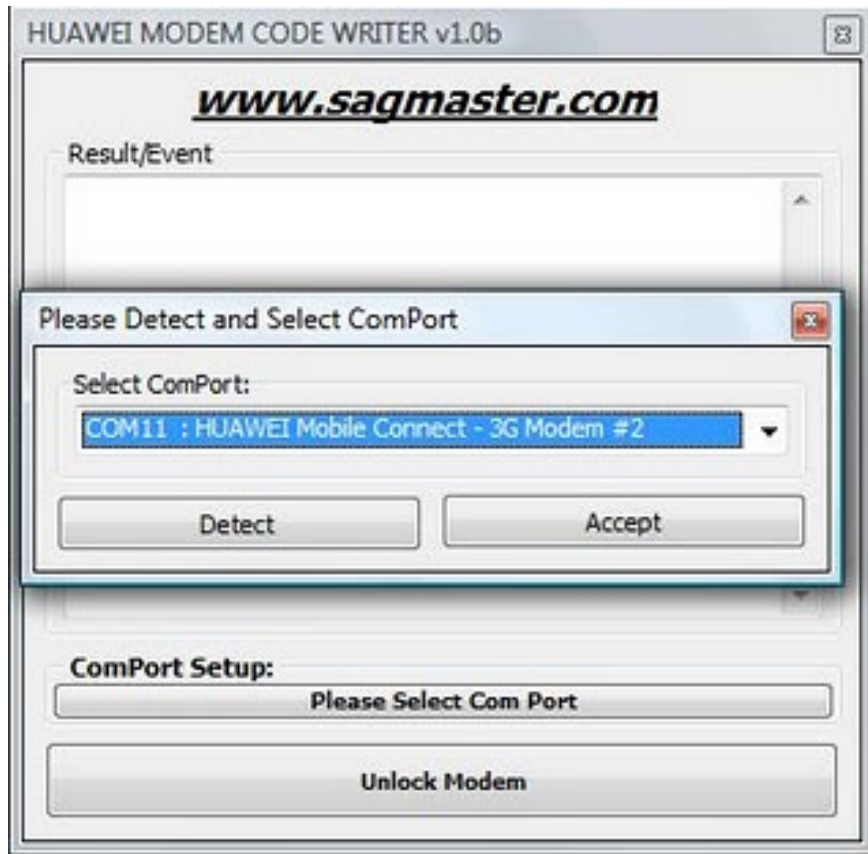 HUAWEI MODEM CODE WRITER v1.0b
www.sagmaster.com
Result/Event
Please Detect and Select ComPort
Select ComPort:
COM11 : HUAWEI Mobile Connect - 3G Modem #2
Detect
Accept
ComPort Setup:
Please Select Com Port
Unlock Modem